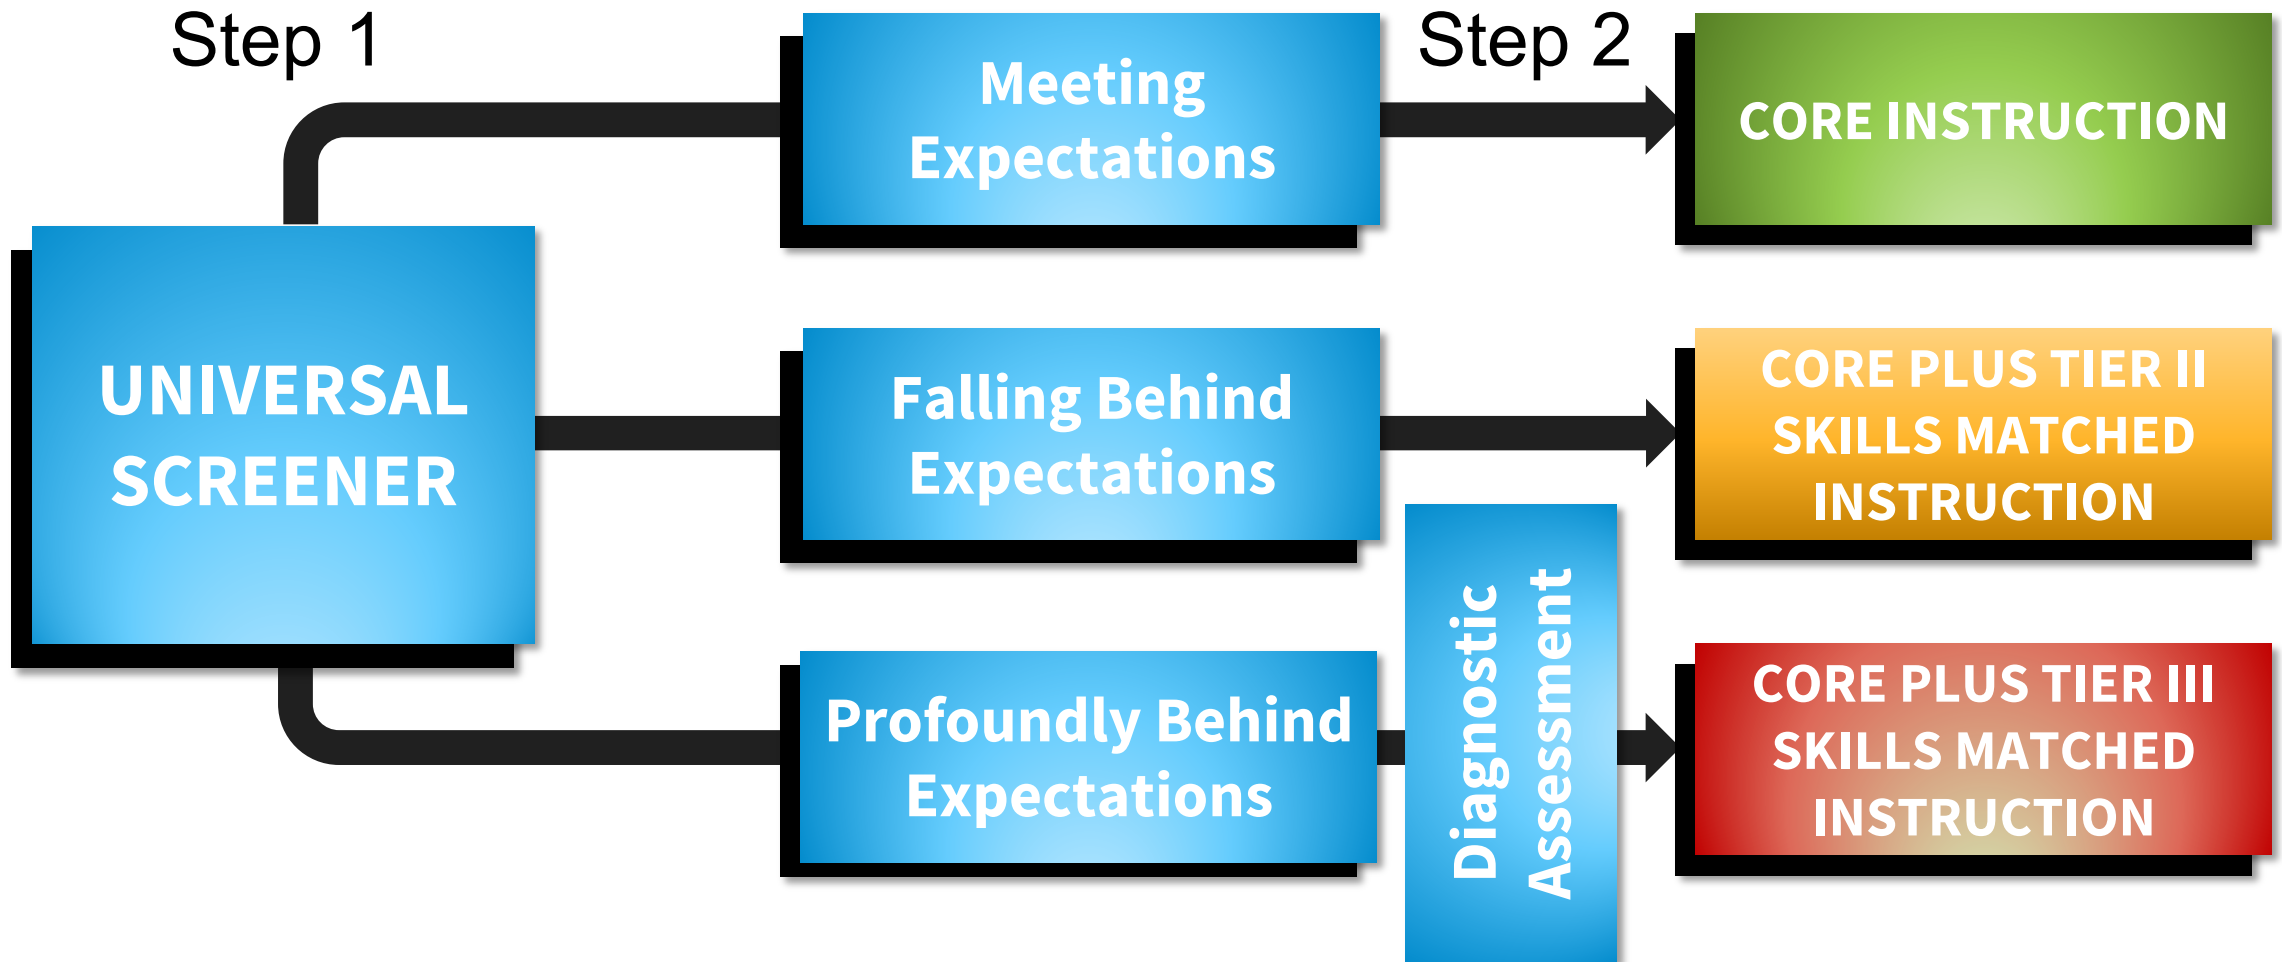 Step 1
Step 2
UNIVERSAL
SCREENER
Meeting
Expectations
CORE INSTRUCTION
Falling Behind
Expectations
CORE PLUS TIER II
SKILLS MATCHED
INSTRUCTION
Profoundly Behind
Expectations
Diagnostic
Assessment
CORE PLUS TIER III
SKILLS MATCHED
INSTRUCTION